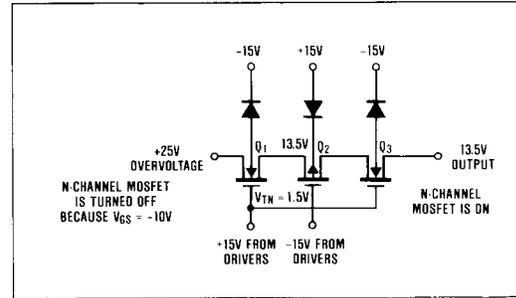 -15V
+15V
-15V
+25V
OVERVOLTAGE
Q1
13.5V
Q2
Q3
13.5V
OUTPUT
N-CHANNEL MOSFET
IS TURNED OFF
BECAUSE VGS = -10V
VTN = 1.5V
N-CHANNEL
MOSFET IS ON
+15V FROM
DRIVERS
-15V FROM
DRIVERS